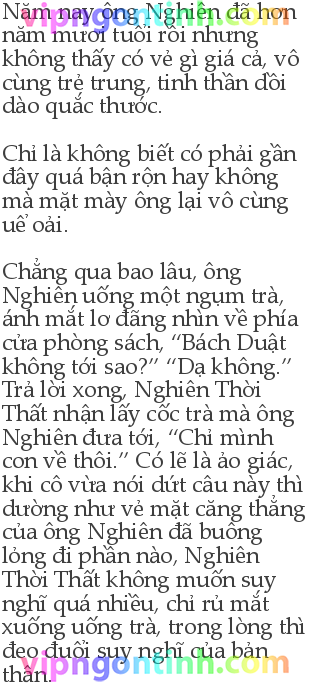 Năm nay ông Nghiên đã hơn
năm mươi tuổi rồi nhưng
không thấy có vẻ gì giá cả, vô
cùng trẻ trung, tinh thần dồi
dào quắc thước.
Chỉ là không biết có phải gần
đây quá bận rộn hay không
mà mặt mày ông lại vô cùng
uể oải.
Chẳng qua bao lâu, ông
Nghiên uống một ngụm trà,
ánh mắt lơ đãng nhìn về phía
cửa phòng sách, “Bách Duật
không tới sao?” “Dạ không.”
Trả lời xong, Nghiên Thời
Thất nhận lấy cốc trà mà ông
Nghiên đưa tới, “Chỉ mình
con về thôi.” Có lẽ là ảo giác,
khi cô vừa nói dứt câu này thì
dường như vẻ mặt căng thẳng
của ông Nghiên đã buông
lỏng đi phần nào, Nghiên
Thời Thất không muốn suy
nghĩ quá nhiều, chỉ rủ mắt
xuống uống trà, trong lòng thì
đeo đuổi suy nghĩ của bản
thân.
vipngontinh.com
vipngontinh.com